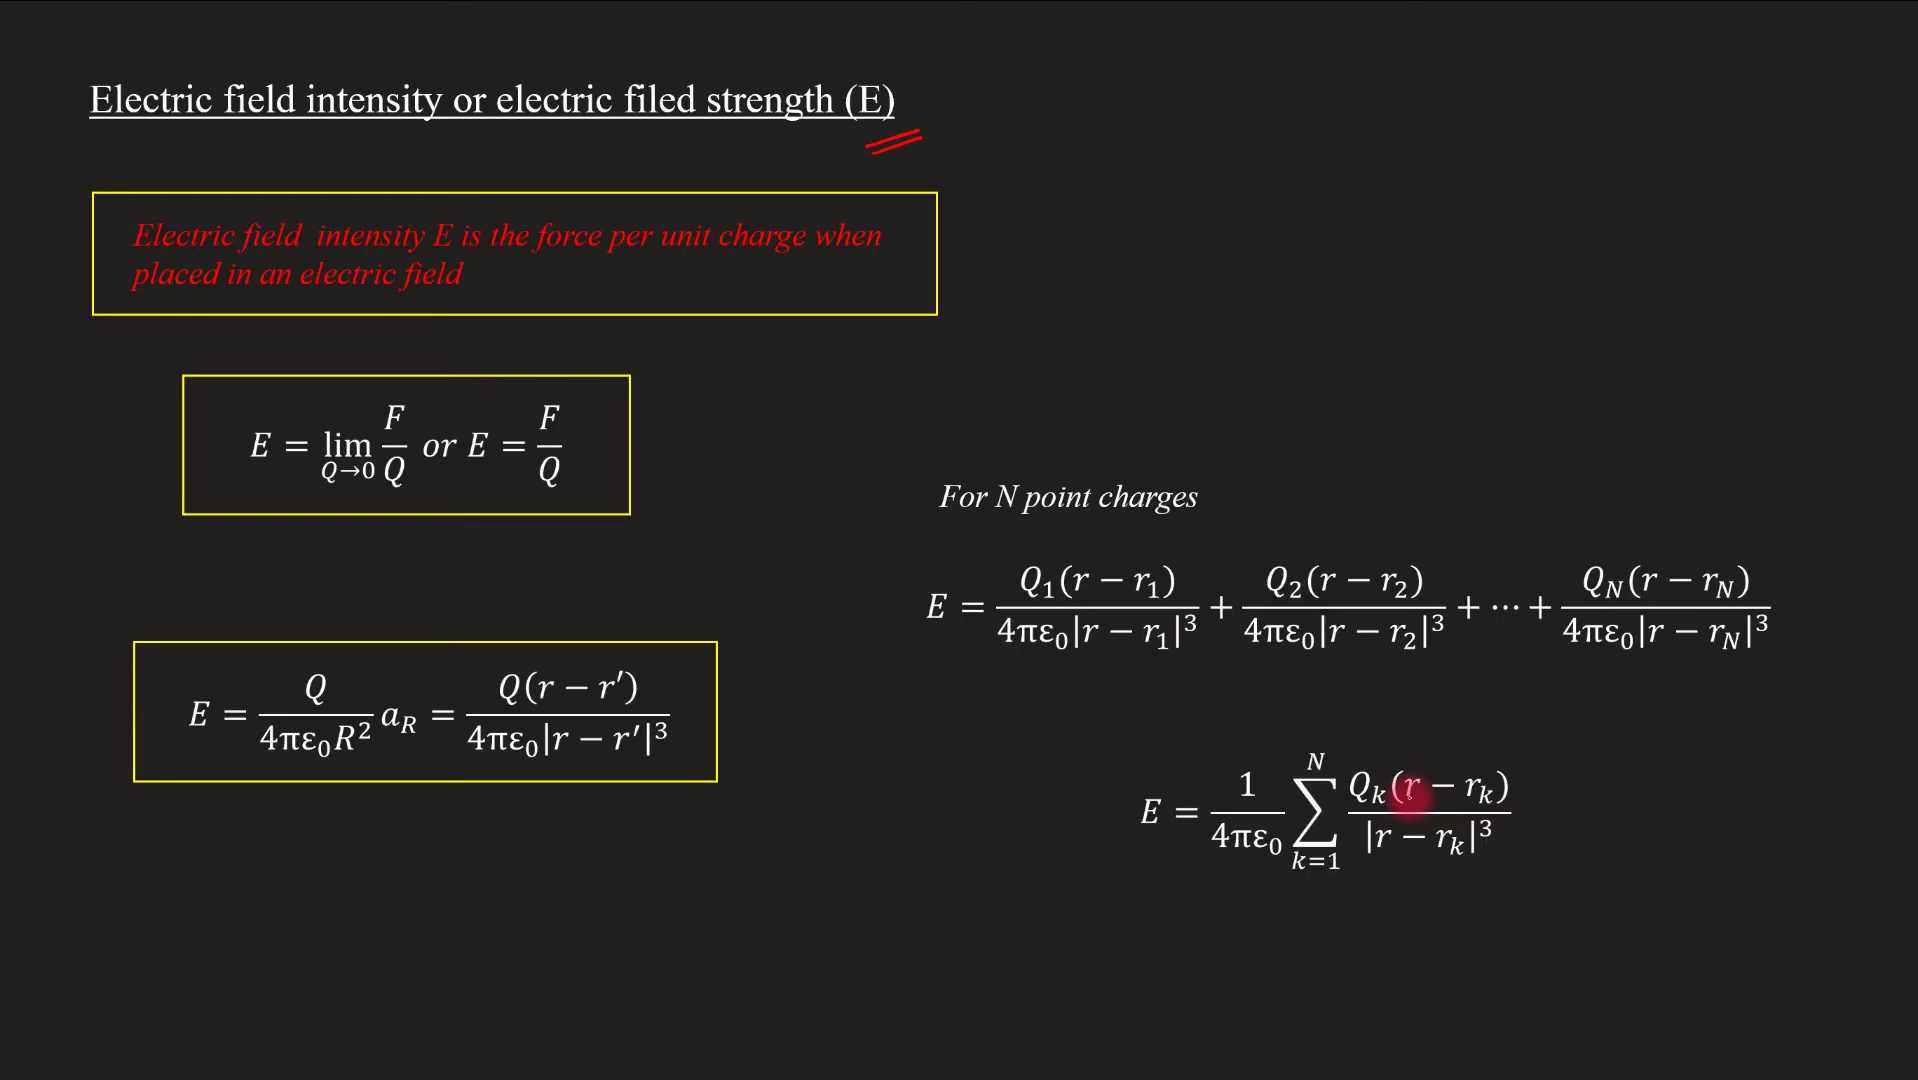 Electric field intensity or electric filed strength (E)
Electric field intensity E is the force per unit charge when
placed in an electric field
E = lim_{Q→0} F/Q or E = F/Q
E = Q/(4πε₀R²) a_R = Q(r − r′)/(4πε₀|r − r′|³)
For N point charges
E = Q₁(r − r₁)/(4πε₀|r − r₁|³) + Q₂(r − r₂)/(4πε₀|r − r₂|³) + ⋯ + Q_N(r − r_N)/(4πε₀|r − r_N|³)
E = 1/(4πε₀) ∑_{k=1}^{N} Q_k(r − r_k)/|r − r_k|³